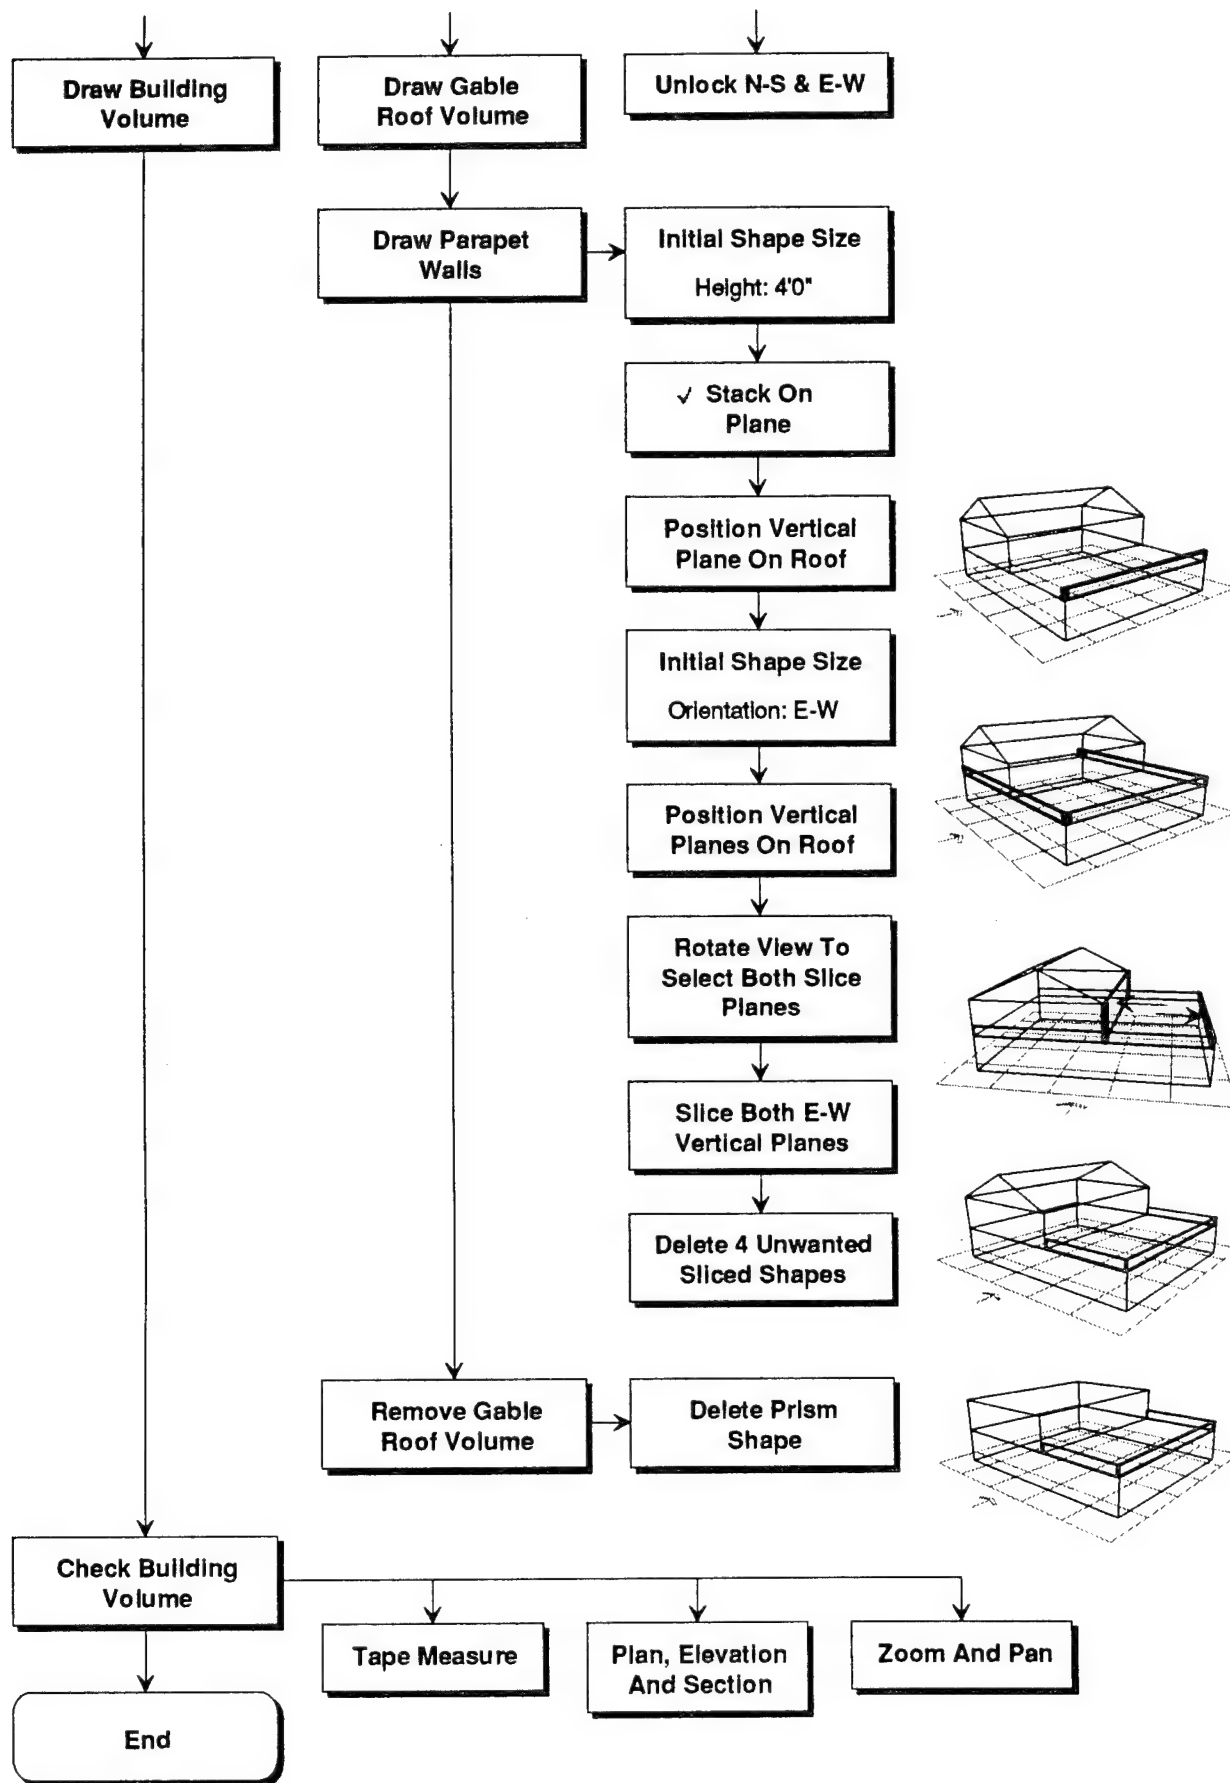 Draw Building
Volume
Draw Gable
Roof Volume
Unlock N-S & E-W
Draw Parapet
Walls
Initial Shape Size
Height: 4'0"
✓ Stack On
Plane
Position Vertical
Plane On Roof
Initial Shape Size
Orientation: E-W
Position Vertical
Planes On Roof
Rotate View To
Select Both Slice
Planes
Slice Both E-W
Vertical Planes
Delete 4 Unwanted
Sliced Shapes
Remove Gable
Roof Volume
Delete Prism
Shape
Check Building
Volume
Tape Measure
Plan, Elevation
And Section
Zoom And Pan
End